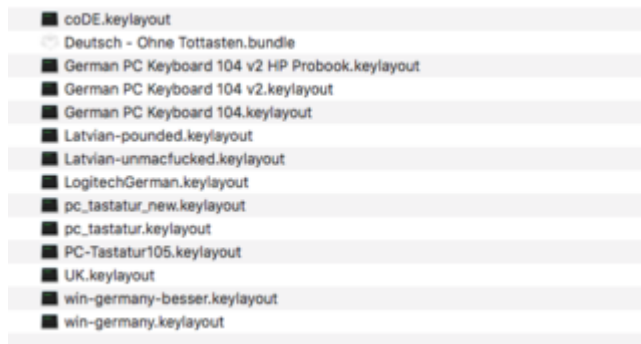 coDE.keylayout
Deutsch - Ohne Tottasten.bundle
German PC Keyboard 104 v2 HP Probook.keylayout
German PC Keyboard 104 v2.keylayout
German PC Keyboard 104.keylayout
Latvian-pounded.keylayout
Latvian-unmacfucked.keylayout
LogitechGerman.keylayout
pc_tastatur_new.keylayout
pc_tastatur.keylayout
PC-Tastatur105.keylayout
UK.keylayout
win-germany-besser.keylayout
win-germany.keylayout